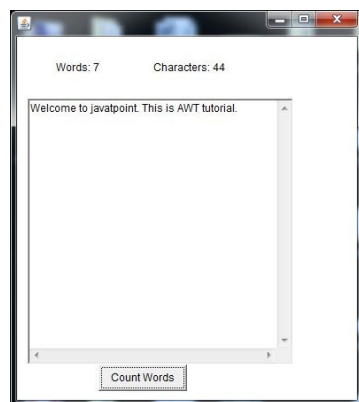 Words: 7 Characters: 44
Welcome to javatpoint. This is AWT tutorial.
Count Words